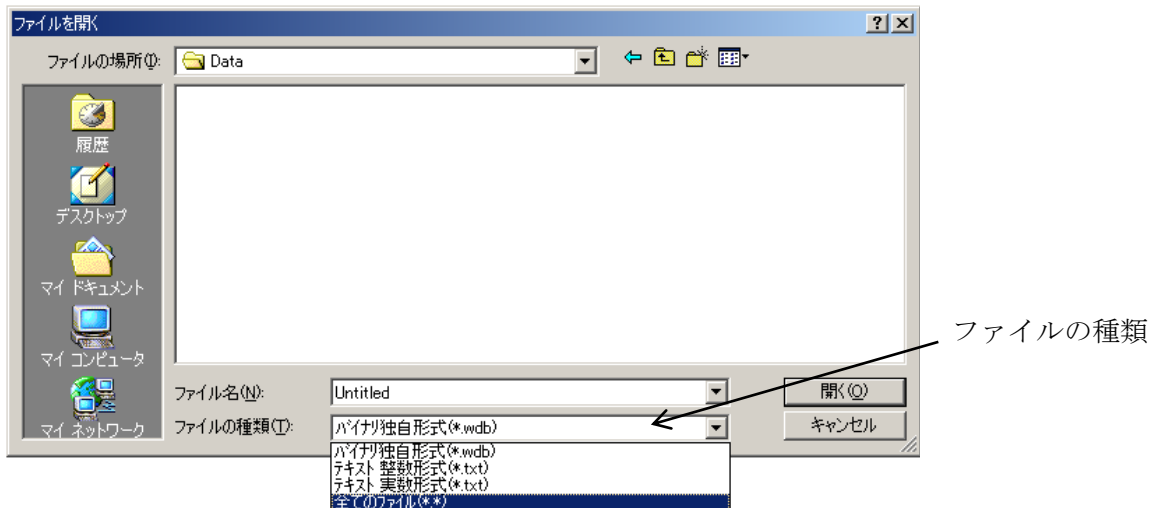 ファイルを開く
ファイルの場所(I):
Data
履歴
デスクトップ
マイ ドキュメント
マイ コンピュータ
マイ ネットワーク
ファイルの種類
ファイル名(N):
Untitled
開く(O)
ファイルの種類(T):
バイナリ独自形式(*.wdb)
キャンセル
バイナリ独自形式(*.wdb)
テキスト 整数形式(*.txt)
テキスト 実数形式(*.txt)
全てのファイル(*.*)